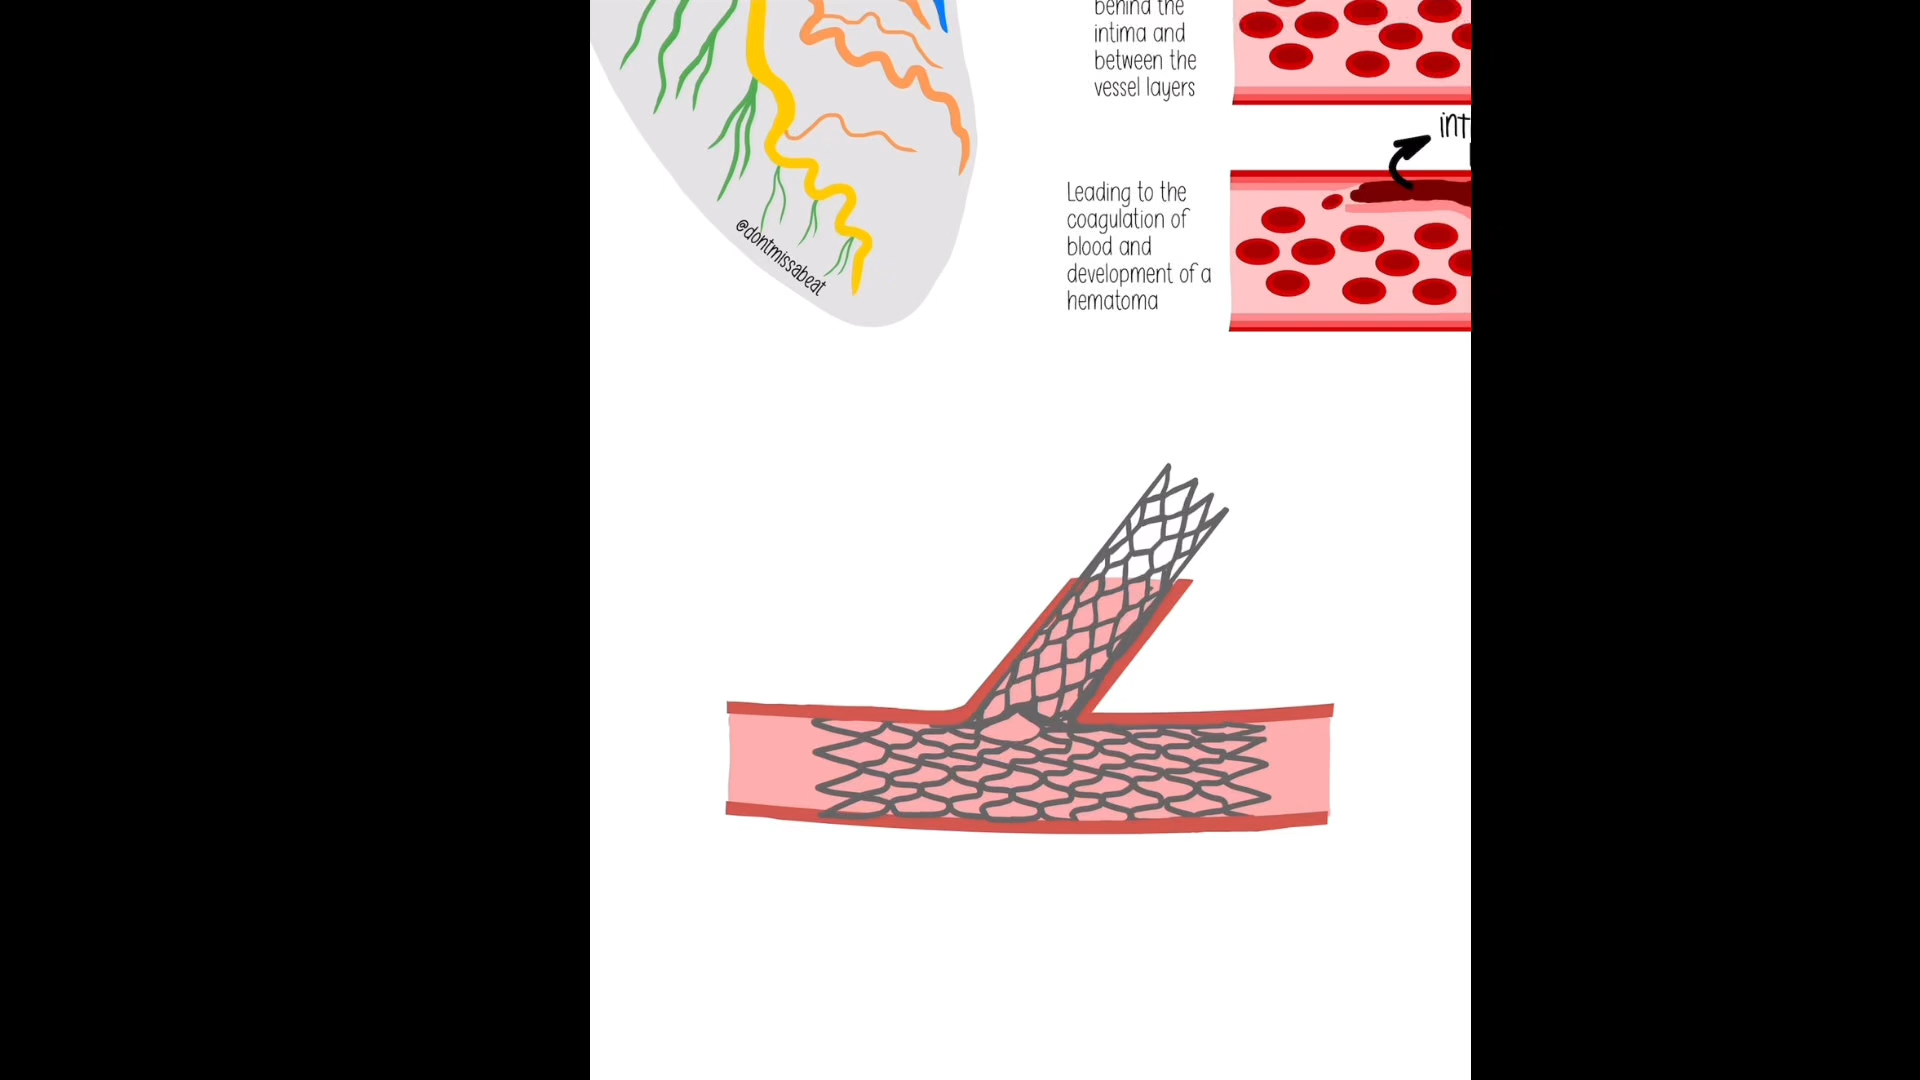 behind the
intima and
between the
vessel layers
int
Leading to the
coagulation of
blood and
development of a
hematoma
@dontmissabeat